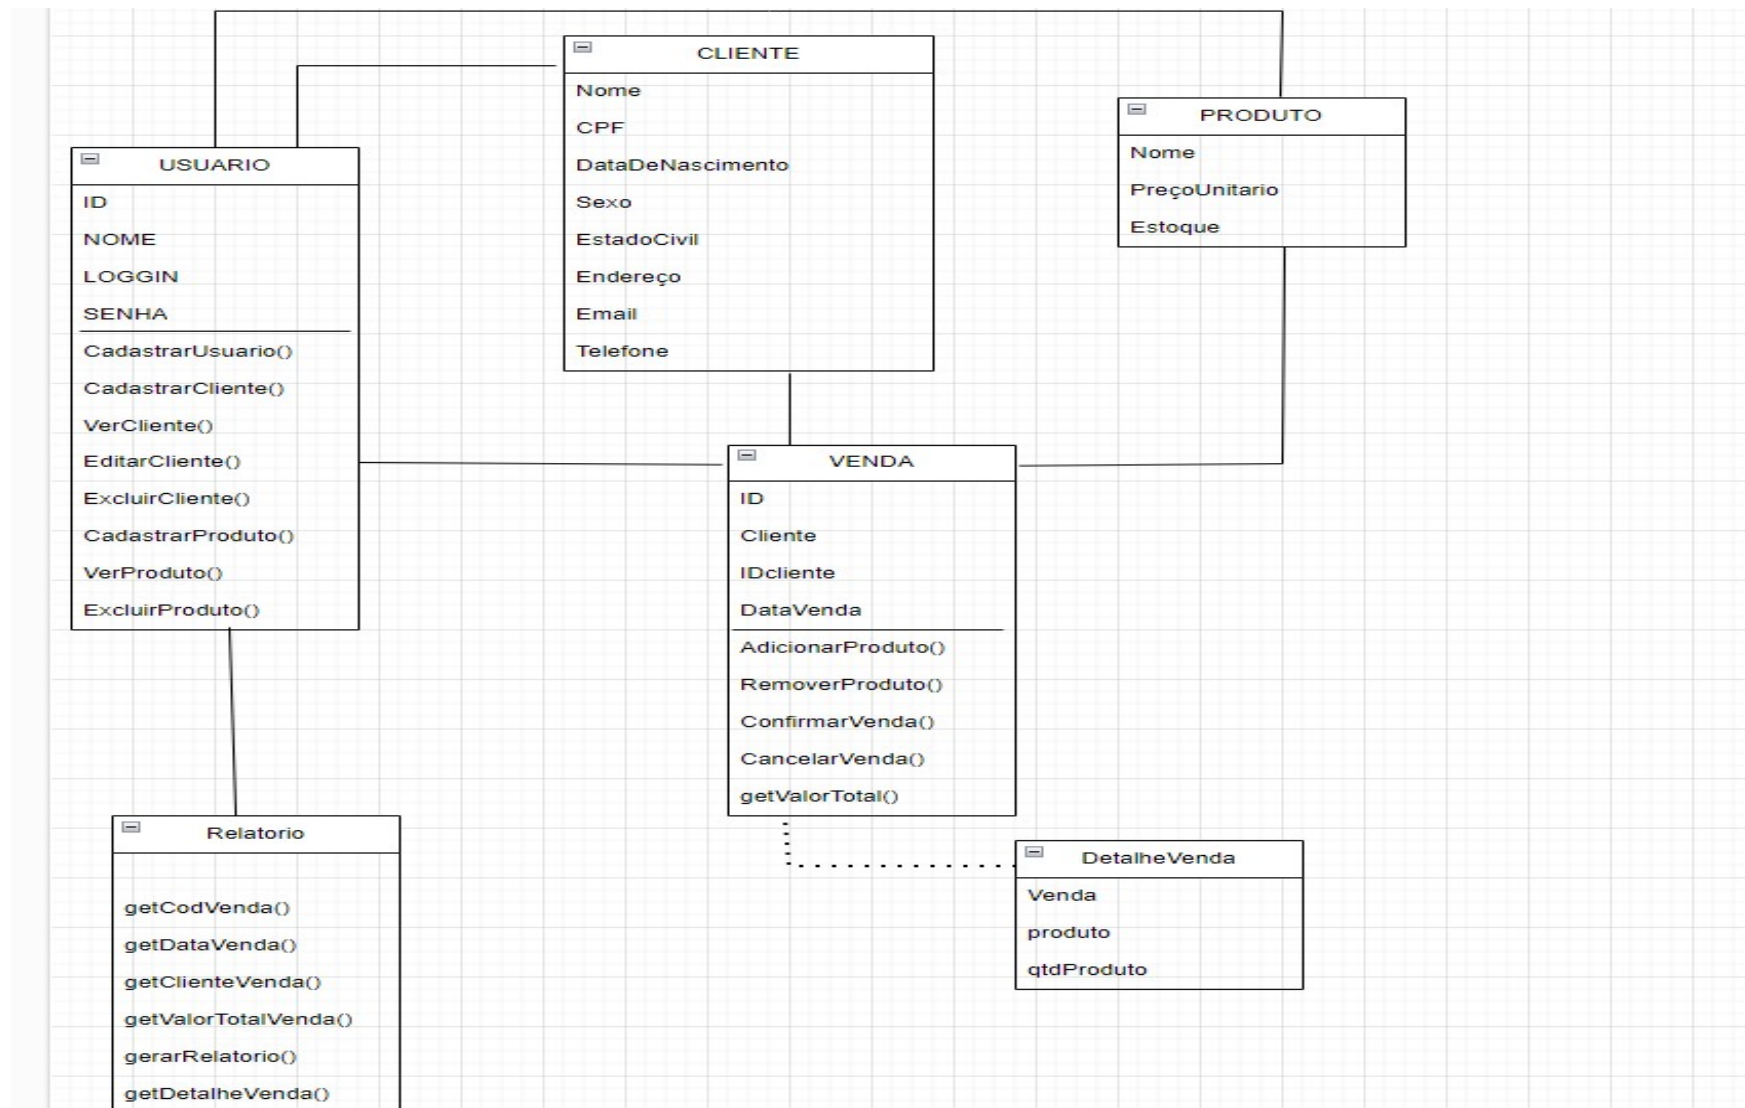 CLIENTE
Nome
CPF
DataDeNascimento
Sexo
EstadoCivil
Endereço
Email
Telefone
PRODUTO
Nome
PreçoUnitario
Estoque
USUARIO
ID
NOME
LOGGIN
SENHA
CadastrarUsuario()
CadastrarCliente()
VerCliente()
EditarCliente()
ExcluirCliente()
CadastrarProduto()
VerProduto()
ExcluirProduto()
VENDA
ID
Cliente
IDcliente
DataVenda
AdicionarProduto()
RemoverProduto()
ConfirmarVenda()
CancelarVenda()
getValorTotal()
Relatorio
getCodVenda()
getDataVenda()
getClienteVenda()
getValorTotalVenda()
gerarRelatorio()
getDetalheVenda()
DetalheVenda
Venda
produto
qtdProduto